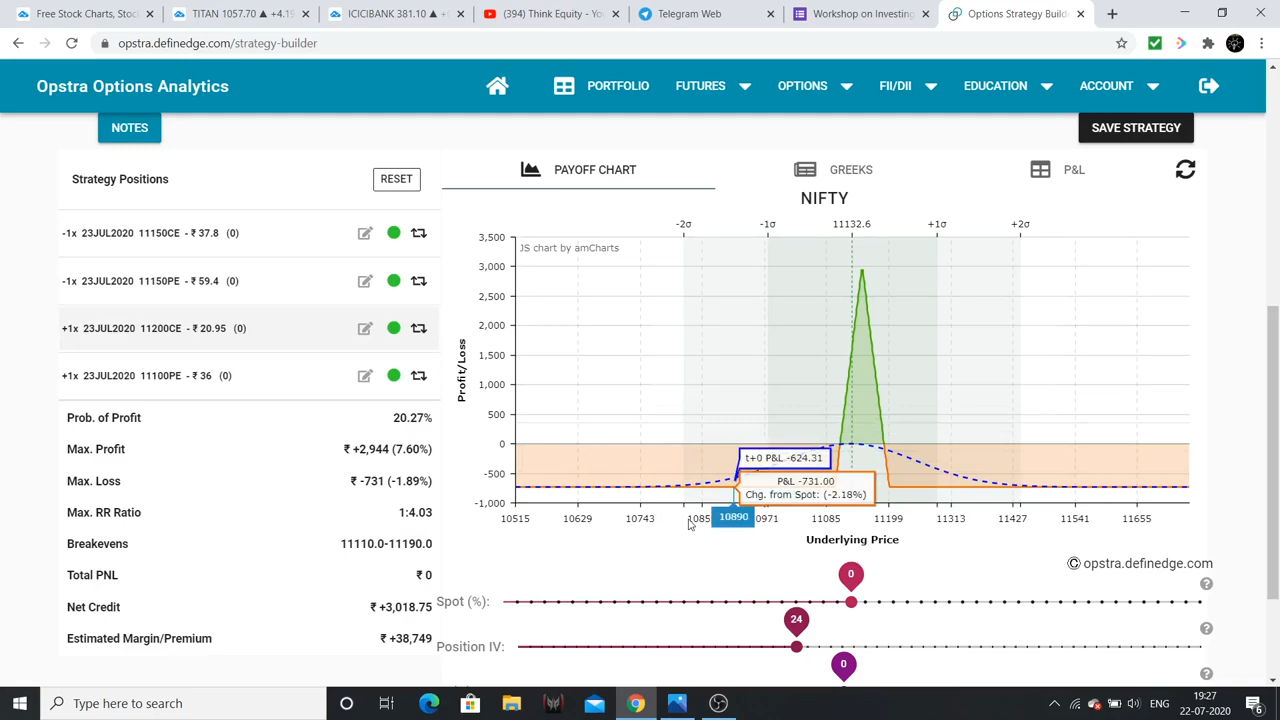 Free Stock Charts, Stoc
TITAN 1057.70 ▲ +4.19
ICICIBANK 381.10 ▲ +
(394) Think Equity - Yo
Telegram Web
Workshop on Investing
Options Strategy Build
opstra.definedge.com/strategy-builder
Opstra Options Analytics
PORTFOLIO
FUTURES
OPTIONS
FII/DII
EDUCATION
ACCOUNT
NOTES
SAVE STRATEGY
Strategy Positions
RESET
-1x 23JUL2020 11150CE - ₹ 37.8 (0)
-1x 23JUL2020 11150PE - ₹ 59.4 (0)
+1x 23JUL2020 11200CE - ₹ 20.95 (0)
+1x 23JUL2020 11100PE - ₹ 36 (0)
Prob. of Profit 20.27%
Max. Profit ₹ +2,944 (7.60%)
Max. Loss ₹ -731 (-1.89%)
Max. RR Ratio 1:4.03
Breakevens 11110.0-11190.0
Total PNL ₹ 0
Net Credit ₹ +3,018.75
Estimated Margin/Premium ₹ +38,749
PAYOFF CHART
GREEKS
P&L
NIFTY
-2σ -1σ 11132.6 +1σ +2σ
JS chart by amCharts
3,500
3,000
2,500
2,000
1,500
1,000
500
0
-500
-1,000
Profit/Loss
t+0 P&L -624.31
P&L -731.00
Chg. from Spot: (-2.18%)
10515 10629 10743 10890 10971 11085 11199 11313 11427 11541 11655
Underlying Price
© opstra.definedge.com
0
Spot (%):
?
24
Position IV:
?
0
?
Type here to search
ENG
19:27
22-07-2020
6